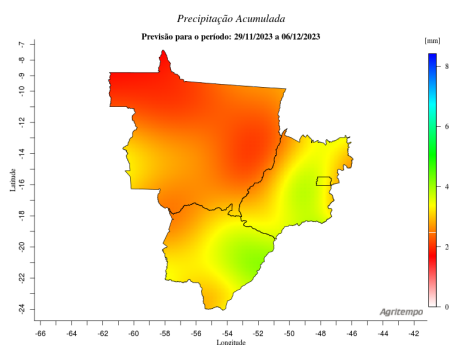 Precipitação Acumulada
Previsão para o período: 29/11/2023 a 06/12/2023
[mm]
-7
-8
-9
-10
-12
-14
-16
-18
-20
-22
-24
Latitude
8
6
4
2
0
Agritempo
-66 -64 -62 -60 -58 -56 -54 -52 -50 -48 -46 -44 -42
Longitude